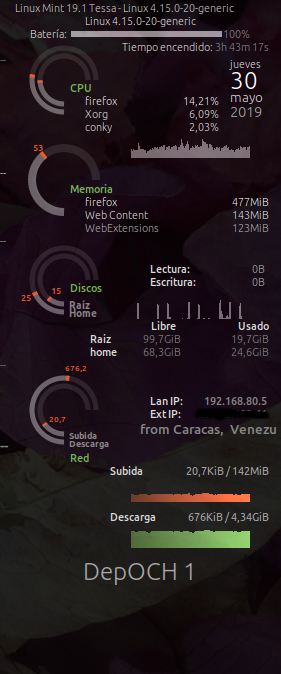 Linux Mint 19.1 Tessa - Linux 4.15.0-20-generic
Linux 4.15.0-20-generic
Batería: 100%
Tiempo encendido: 3h 43m 17s
jueves
30
mayo
2019
CPU
firefox 14,21%
Xorg 6,09%
conky 2,03%
53
Memoria
firefox 477MiB
Web Content 143MiB
WebExtensions 123MiB
Discos
Lectura: 0B
Escritura: 0B
25 15
Raiz
Home
Libre Usado
Raiz 99,7GiB 19,7GiB
home 68,3GiB 24,6GiB
676,2
20,7
Subida
Descarga
Red
Lan IP: 192.168.80.5
Ext IP:
from Caracas, Venezu
Subida 20,7KiB / 142MiB
Descarga 676KiB / 4,34GiB
DepOCH 1